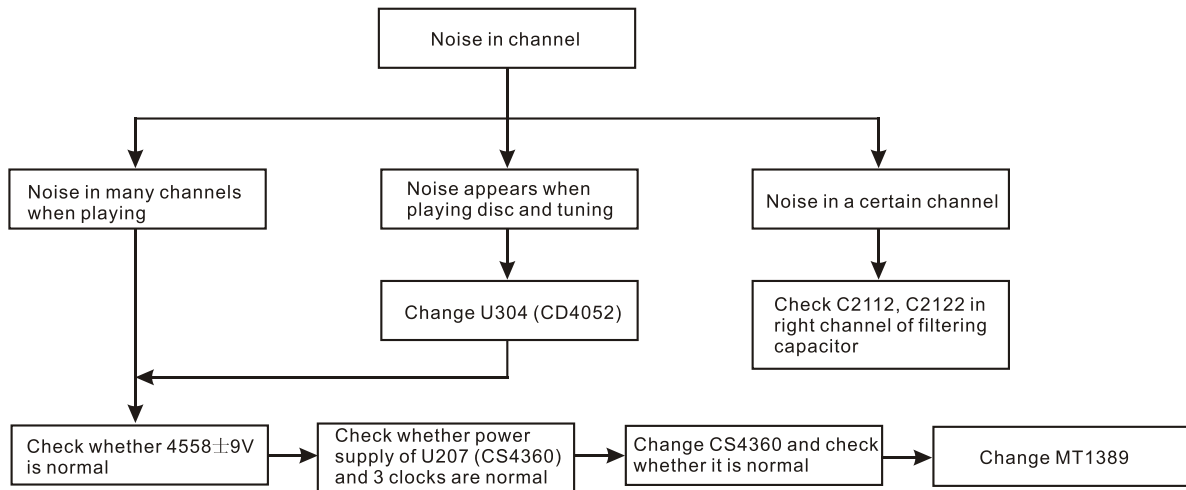 Noise in channel
Noise in many channels
when playing
Noise appears when
playing disc and tuning
Noise in a certain channel
Change U304 (CD4052)
Check C2112, C2122 in
right channel of filtering
capacitor
Check whether 4558±9V
is normal
Check whether power
supply of U207 (CS4360)
and 3 clocks are normal
Change CS4360 and check
whether it is normal
Change MT1389